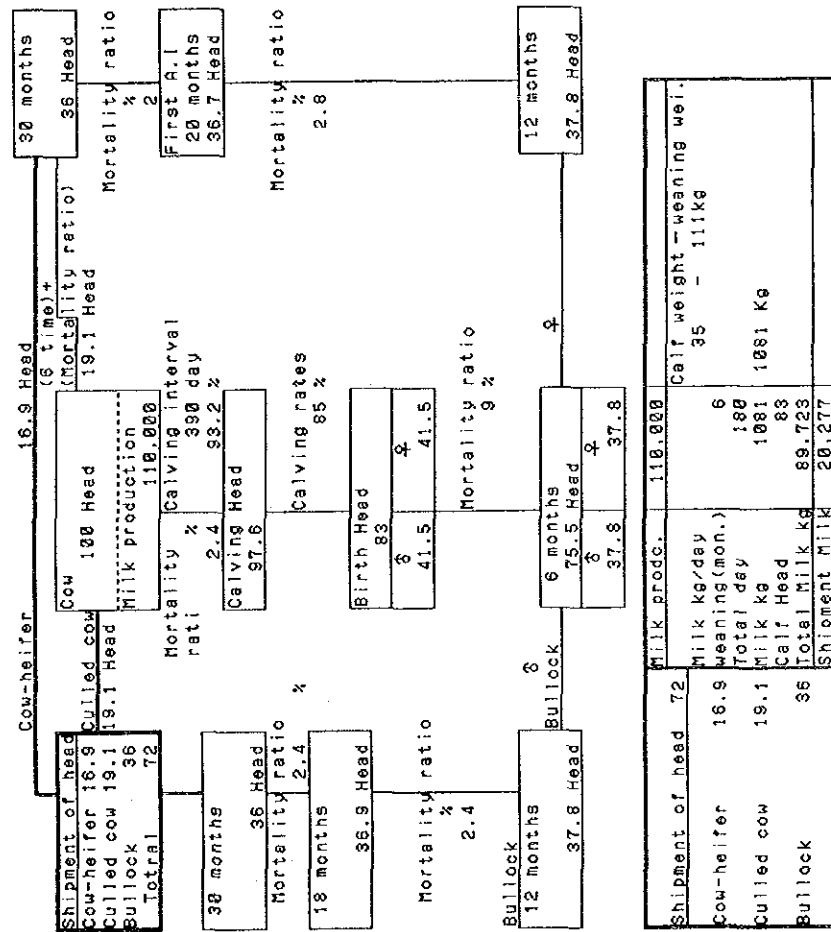 Cow-heifer 16.9 Head
Shipment of head
Cow-heifer 16.9
Culled cow 19.1
Bullock 36
Totral 72
Culled cow
19.1 Head
Cow 100 Head
Milk production
110,000
(6 time)+
(Mortality ratio)
19.1 Head
30 months
36 Head
Mortality ratio
%
2
Mortality %
rati 2.4
Calving interval
390 day
93.2 %
First A.I
20 months
36.7 Head
30 months
36 Head
Calving Head
97.6
Mortality ratio
2.4 %
Calving rates
85 %
Mortality ratio
%
2.8
18 months
36.9 Head
Birth Head
83
♂ ♀
41.5 41.5
Mortality ratio
%
2.4
Mortality ratio
9 %
Bullock
12 months
37.8 Head
♂
Bullock
6 months
75.5 Head
♂ ♀
37.8 37.8
♀
12 months
37.8 Head
Shipment of head 72
Cow-heifer 16.9
Culled cow 19.1
Bullock 36
Milk prodc. 110,000
Milk kg/day
weaning(mon.) 6
Total day 180
Milk kg 1081
Calf Head 83
Total Milk kg 89,723
Shipment Milk 20,277
Calf weight - weaning wei.
35 - 111kg
1081 Kg